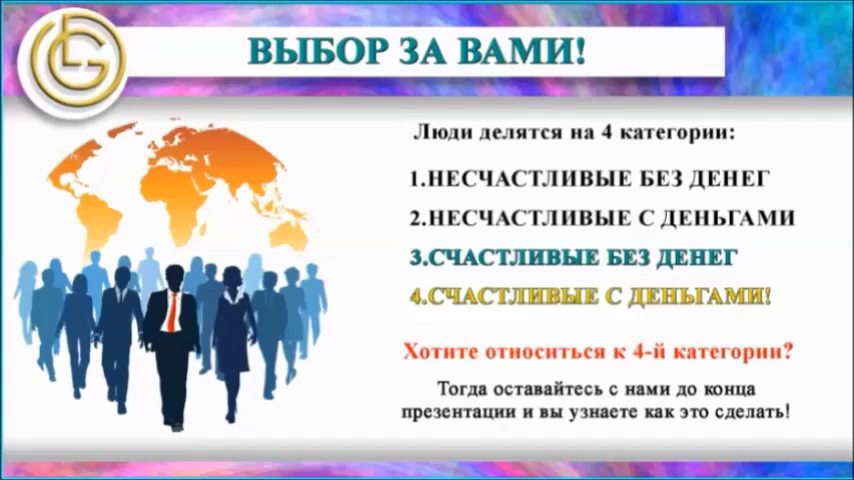 LG
ВЫБОР ЗА ВАМИ!
Люди делятся на 4 категории:
1.НЕСЧАСТЛИВЫЕ БЕЗ ДЕНЕГ
2.НЕСЧАСТЛИВЫЕ С ДЕНЬГАМИ
3.СЧАСТЛИВЫЕ БЕЗ ДЕНЕГ
4.СЧАСТЛИВЫЕ С ДЕНЬГАМИ!
Хотите относиться к 4-й категории?
Тогда оставайтесь с нами до конца
презентации и вы узнаете как это сделать!